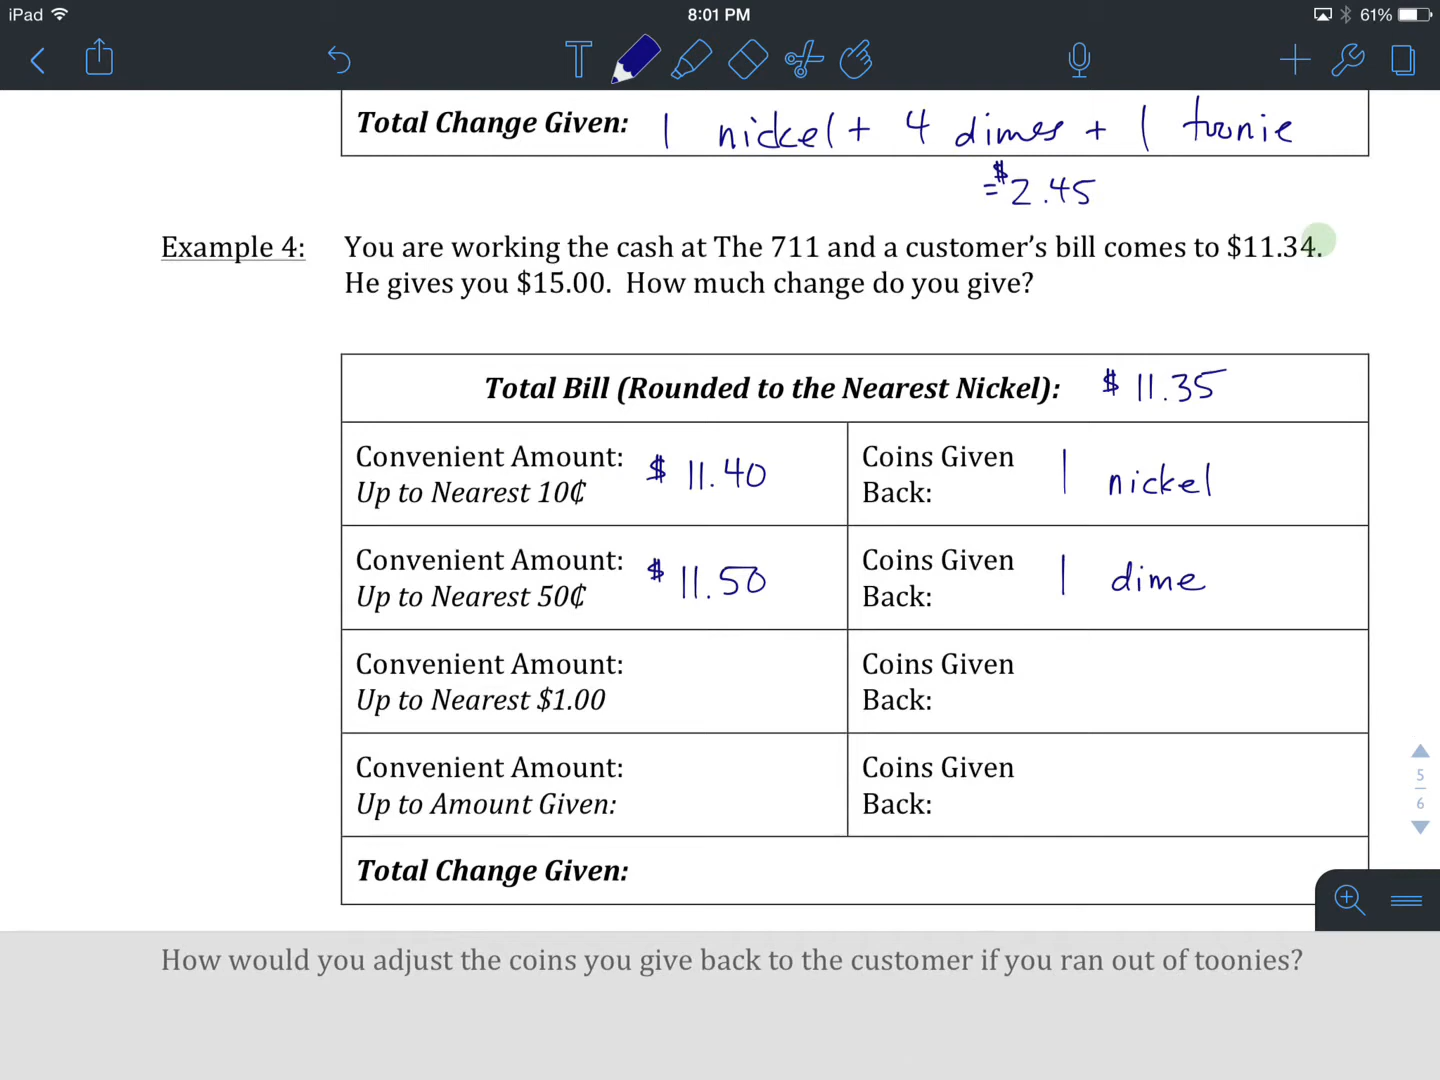 iPad 8:01 PM 61%
T
Total Change Given: 1 nickel + 4 dimes + 1 toonie
=$2.45
Example 4: You are working the cash at The 711 and a customer's bill comes to $11.34.
He gives you $15.00. How much change do you give?
Total Bill (Rounded to the Nearest Nickel): $ 11.35
Convenient Amount: $ 11.40
Up to Nearest 10¢
Coins Given 1 nickel
Back:
Convenient Amount: $ 11.50
Up to Nearest 50¢
Coins Given 1 dime
Back:
Convenient Amount:
Up to Nearest $1.00
Coins Given
Back:
Convenient Amount:
Up to Amount Given:
Coins Given
Back:
5
6
Total Change Given:
How would you adjust the coins you give back to the customer if you ran out of toonies?